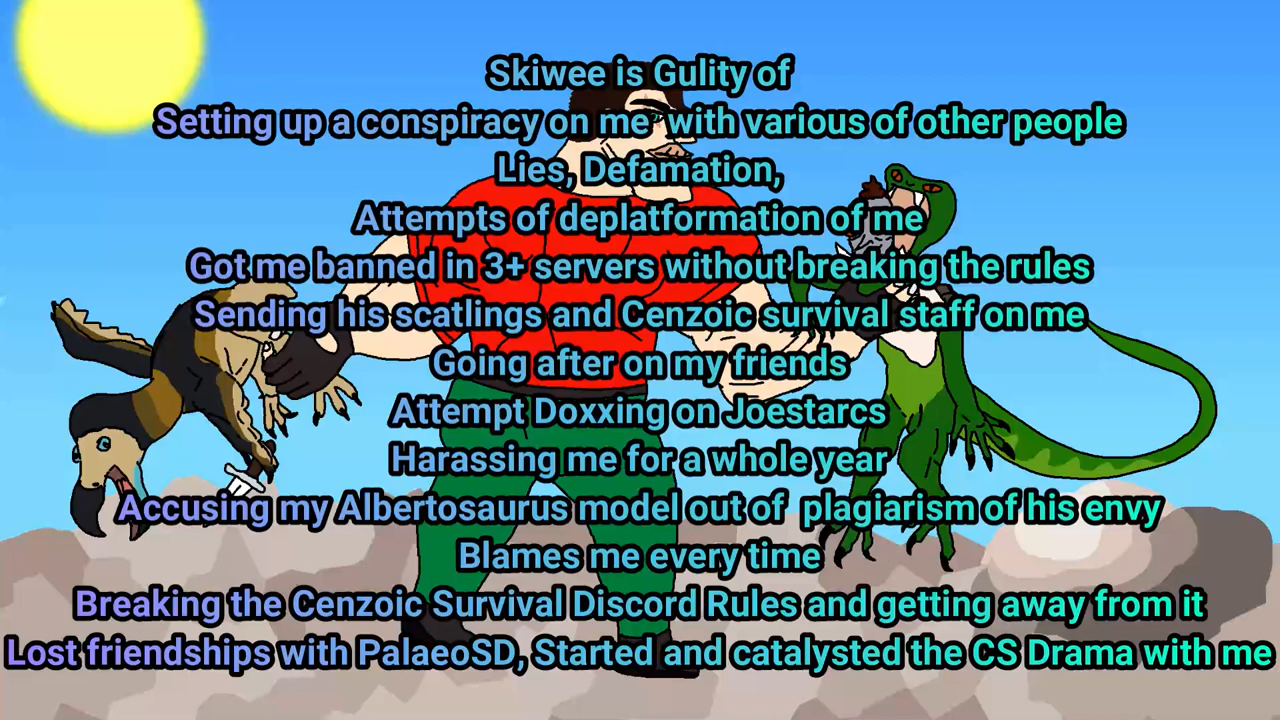 Skiwee is Gulity of
Setting up a conspiracy on me with various of other people
Lies, Defamation,
Attempts of deplatformation of me
Got me banned in 3+ servers without breaking the rules
Sending his scatlings and Cenzoic survival staff on me
Going after on my friends
Attempt Doxxing on Joestarcs
Harassing me for a whole year
Accusing my Albertosaurus model out of plagiarism of his envy
Blames me every time
Breaking the Cenzoic Survival Discord Rules and getting away from it
Lost friendships with PalaeoSD, Started and catalysted the CS Drama with me